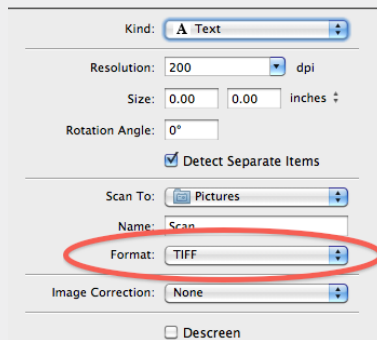 Kind: A Text
Resolution: 200 dpi
Size: 0.00 0.00 inches
Rotation Angle: 0°
Detect Separate Items
Scan To: Pictures
Name: Scan
Format: TIFF
Image Correction: None
Descreen